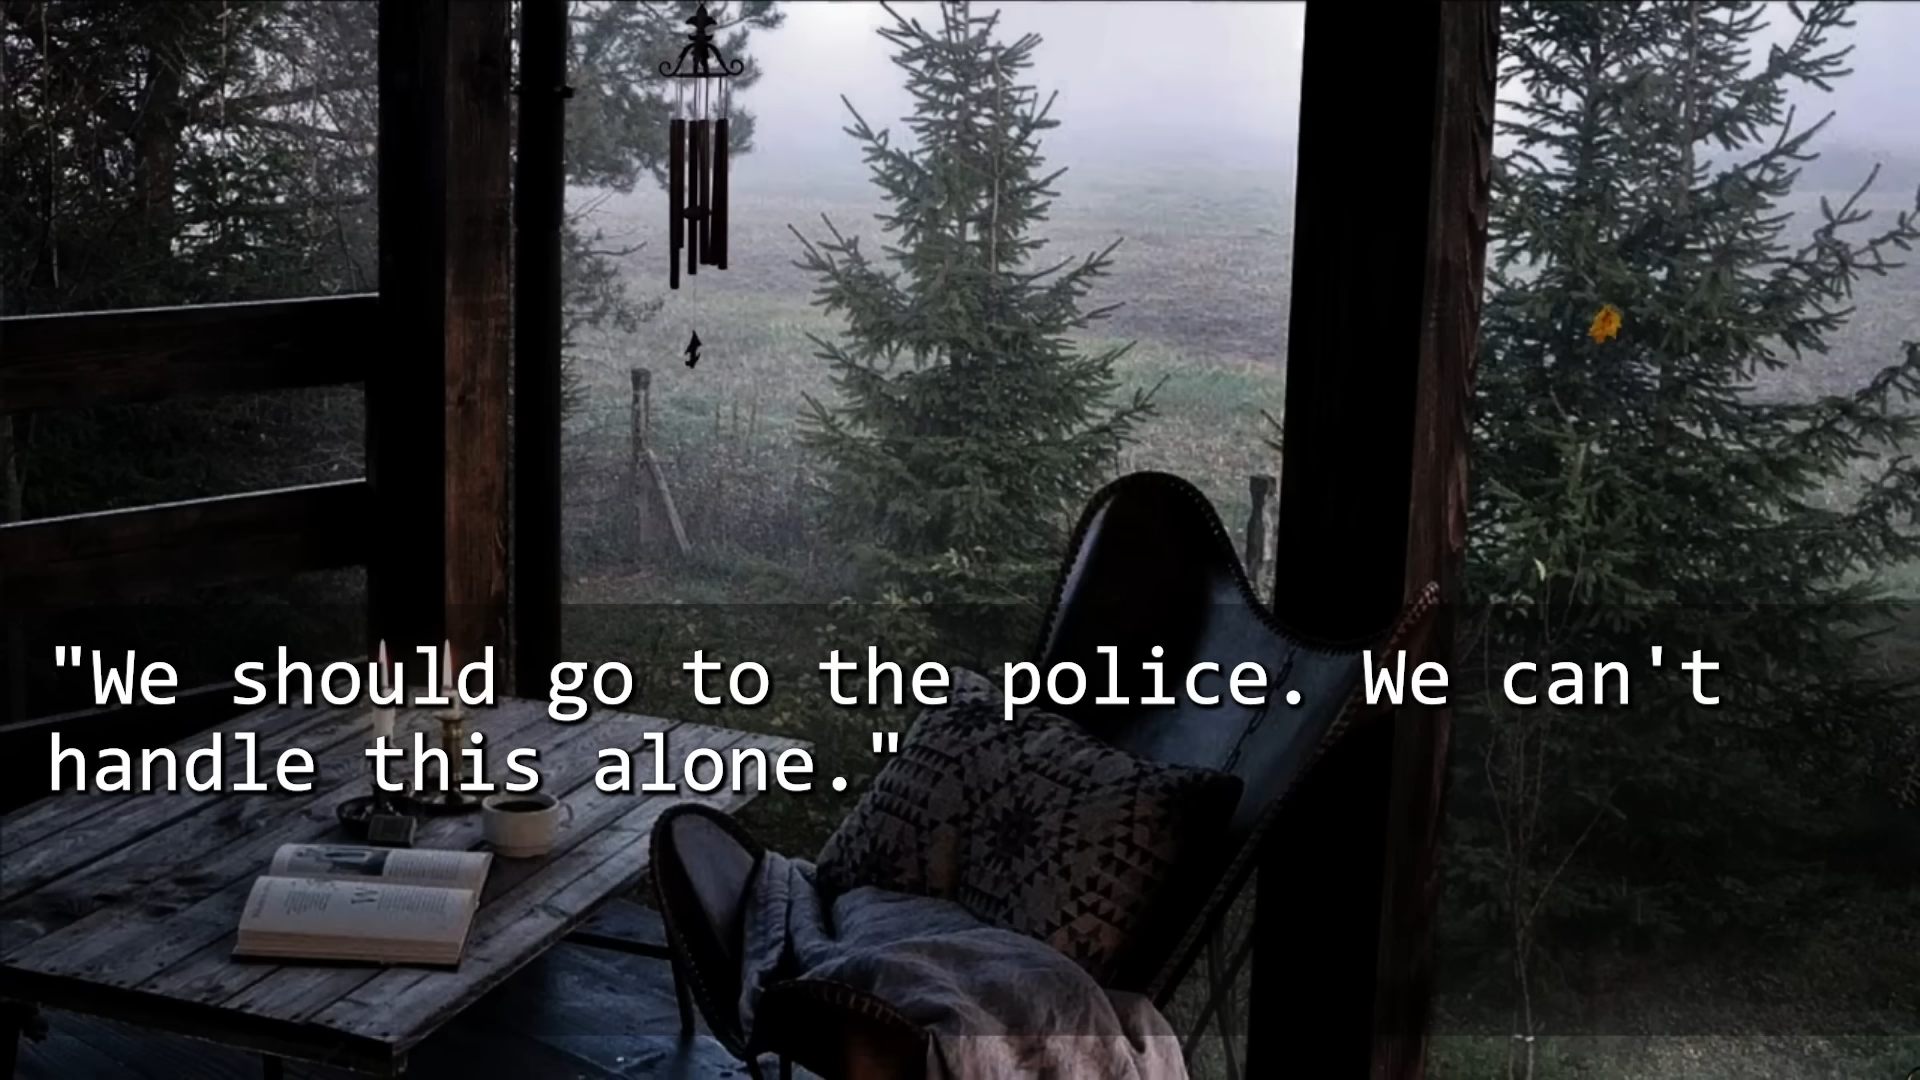 "We should go to the police. We can't
handle this alone."